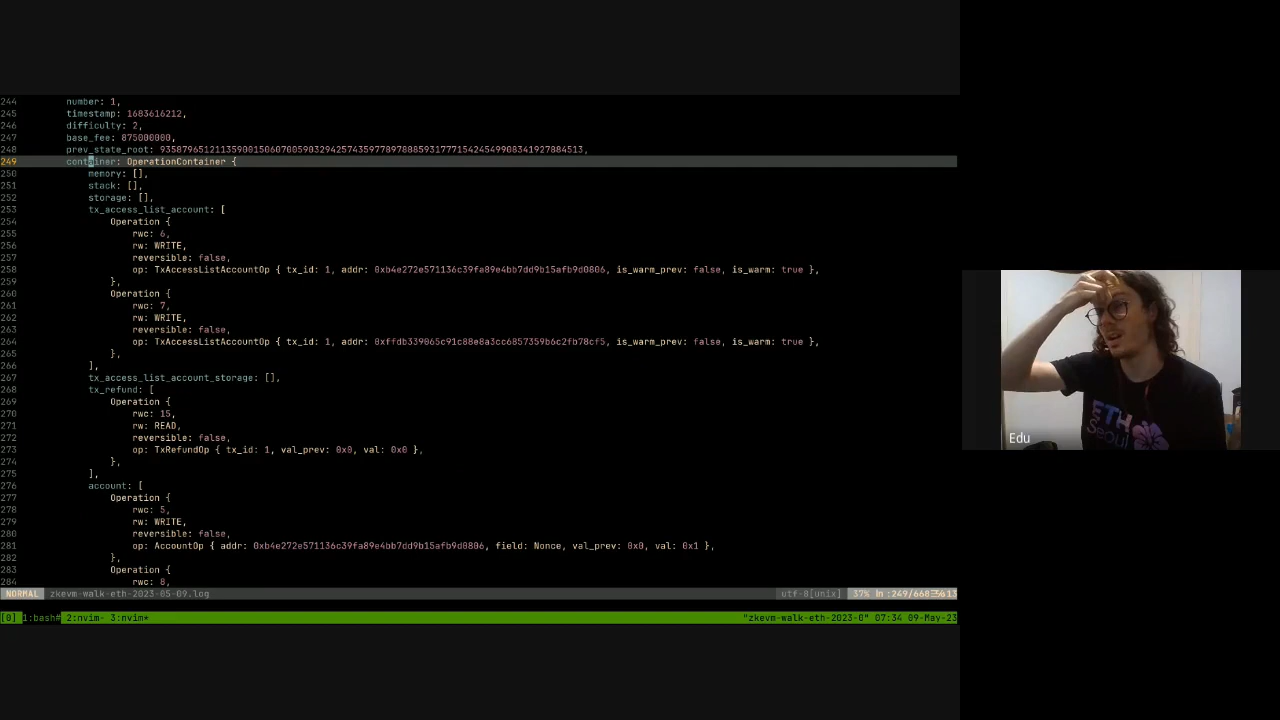 244 number: 1,
245 timestamp: 1683616212,
246 difficulty: 2,
247 base_fee: 875000000,
248 prev_state_root: 93587965121135900150607005903294257435977897888593177715424549908341927884513,
249 container: OperationContainer {
250 memory: [],
251 stack: [],
252 storage: [],
253 tx_access_list_account: [
254 Operation {
255 rwc: 6,
256 rw: WRITE,
257 reversible: false,
258 op: TxAccessListAccountOp { tx_id: 1, addr: 0xb4e272e571136c39fa89e4bb7dd9b15afb9d0806, is_warm_prev: false, is_warm: true },
259 },
260 Operation {
261 rwc: 7,
262 rw: WRITE,
263 reversible: false,
264 op: TxAccessListAccountOp { tx_id: 1, addr: 0xffdb339065c91c88e8a3cc6857359b6c2fb78cf5, is_warm_prev: false, is_warm: true },
265 },
266 ],
267 tx_access_list_account_storage: [],
268 tx_refund: [
269 Operation {
270 rwc: 15,
271 rw: READ,
272 reversible: false,
273 op: TxRefundOp { tx_id: 1, val_prev: 0x0, val: 0x0 },
274 },
275 ],
276 account: [
277 Operation {
278 rwc: 5,
279 rw: WRITE,
280 reversible: false,
281 op: AccountOp { addr: 0xb4e272e571136c39fa89e4bb7dd9b15afb9d0806, field: Nonce, val_prev: 0x0, val: 0x1 },
282 },
283 Operation {
284 rwc: 8,
NORMAL zkevm-walk-eth-2023-05-09.log utf-8[unix] 37% ln :249/668
[0] 1:bash# 2:nvim- 3:nvim* "zkevm-walk-eth-2023-0" 07:34 09-May-23
ETH
Seoul
Edu